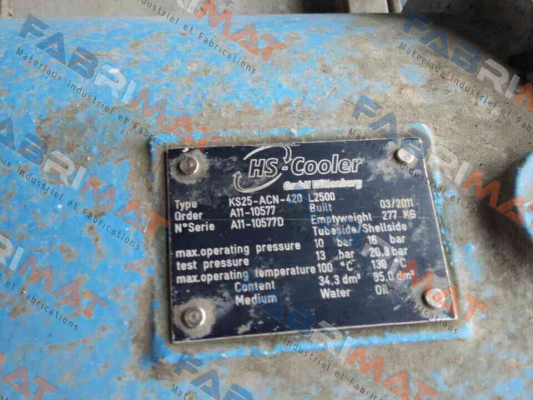 FABRIMAT
Materiaux Industriel et Fabrications
HS-Cooler
GmbH Wittenberg
Type KS25-ACN-420 L2500
Order A11-10577 Built 03/2011
N°Serie A11-10577D Emptyweight 277 KG
Tubeside/Shellside
max.operating pressure 10 bar 16 bar
test pressure 13 bar 20.8 bar
max.operating temperature 100 °C 130 °C
Content 34.3 dm³ 95.0 dm³
Medium Water Oil